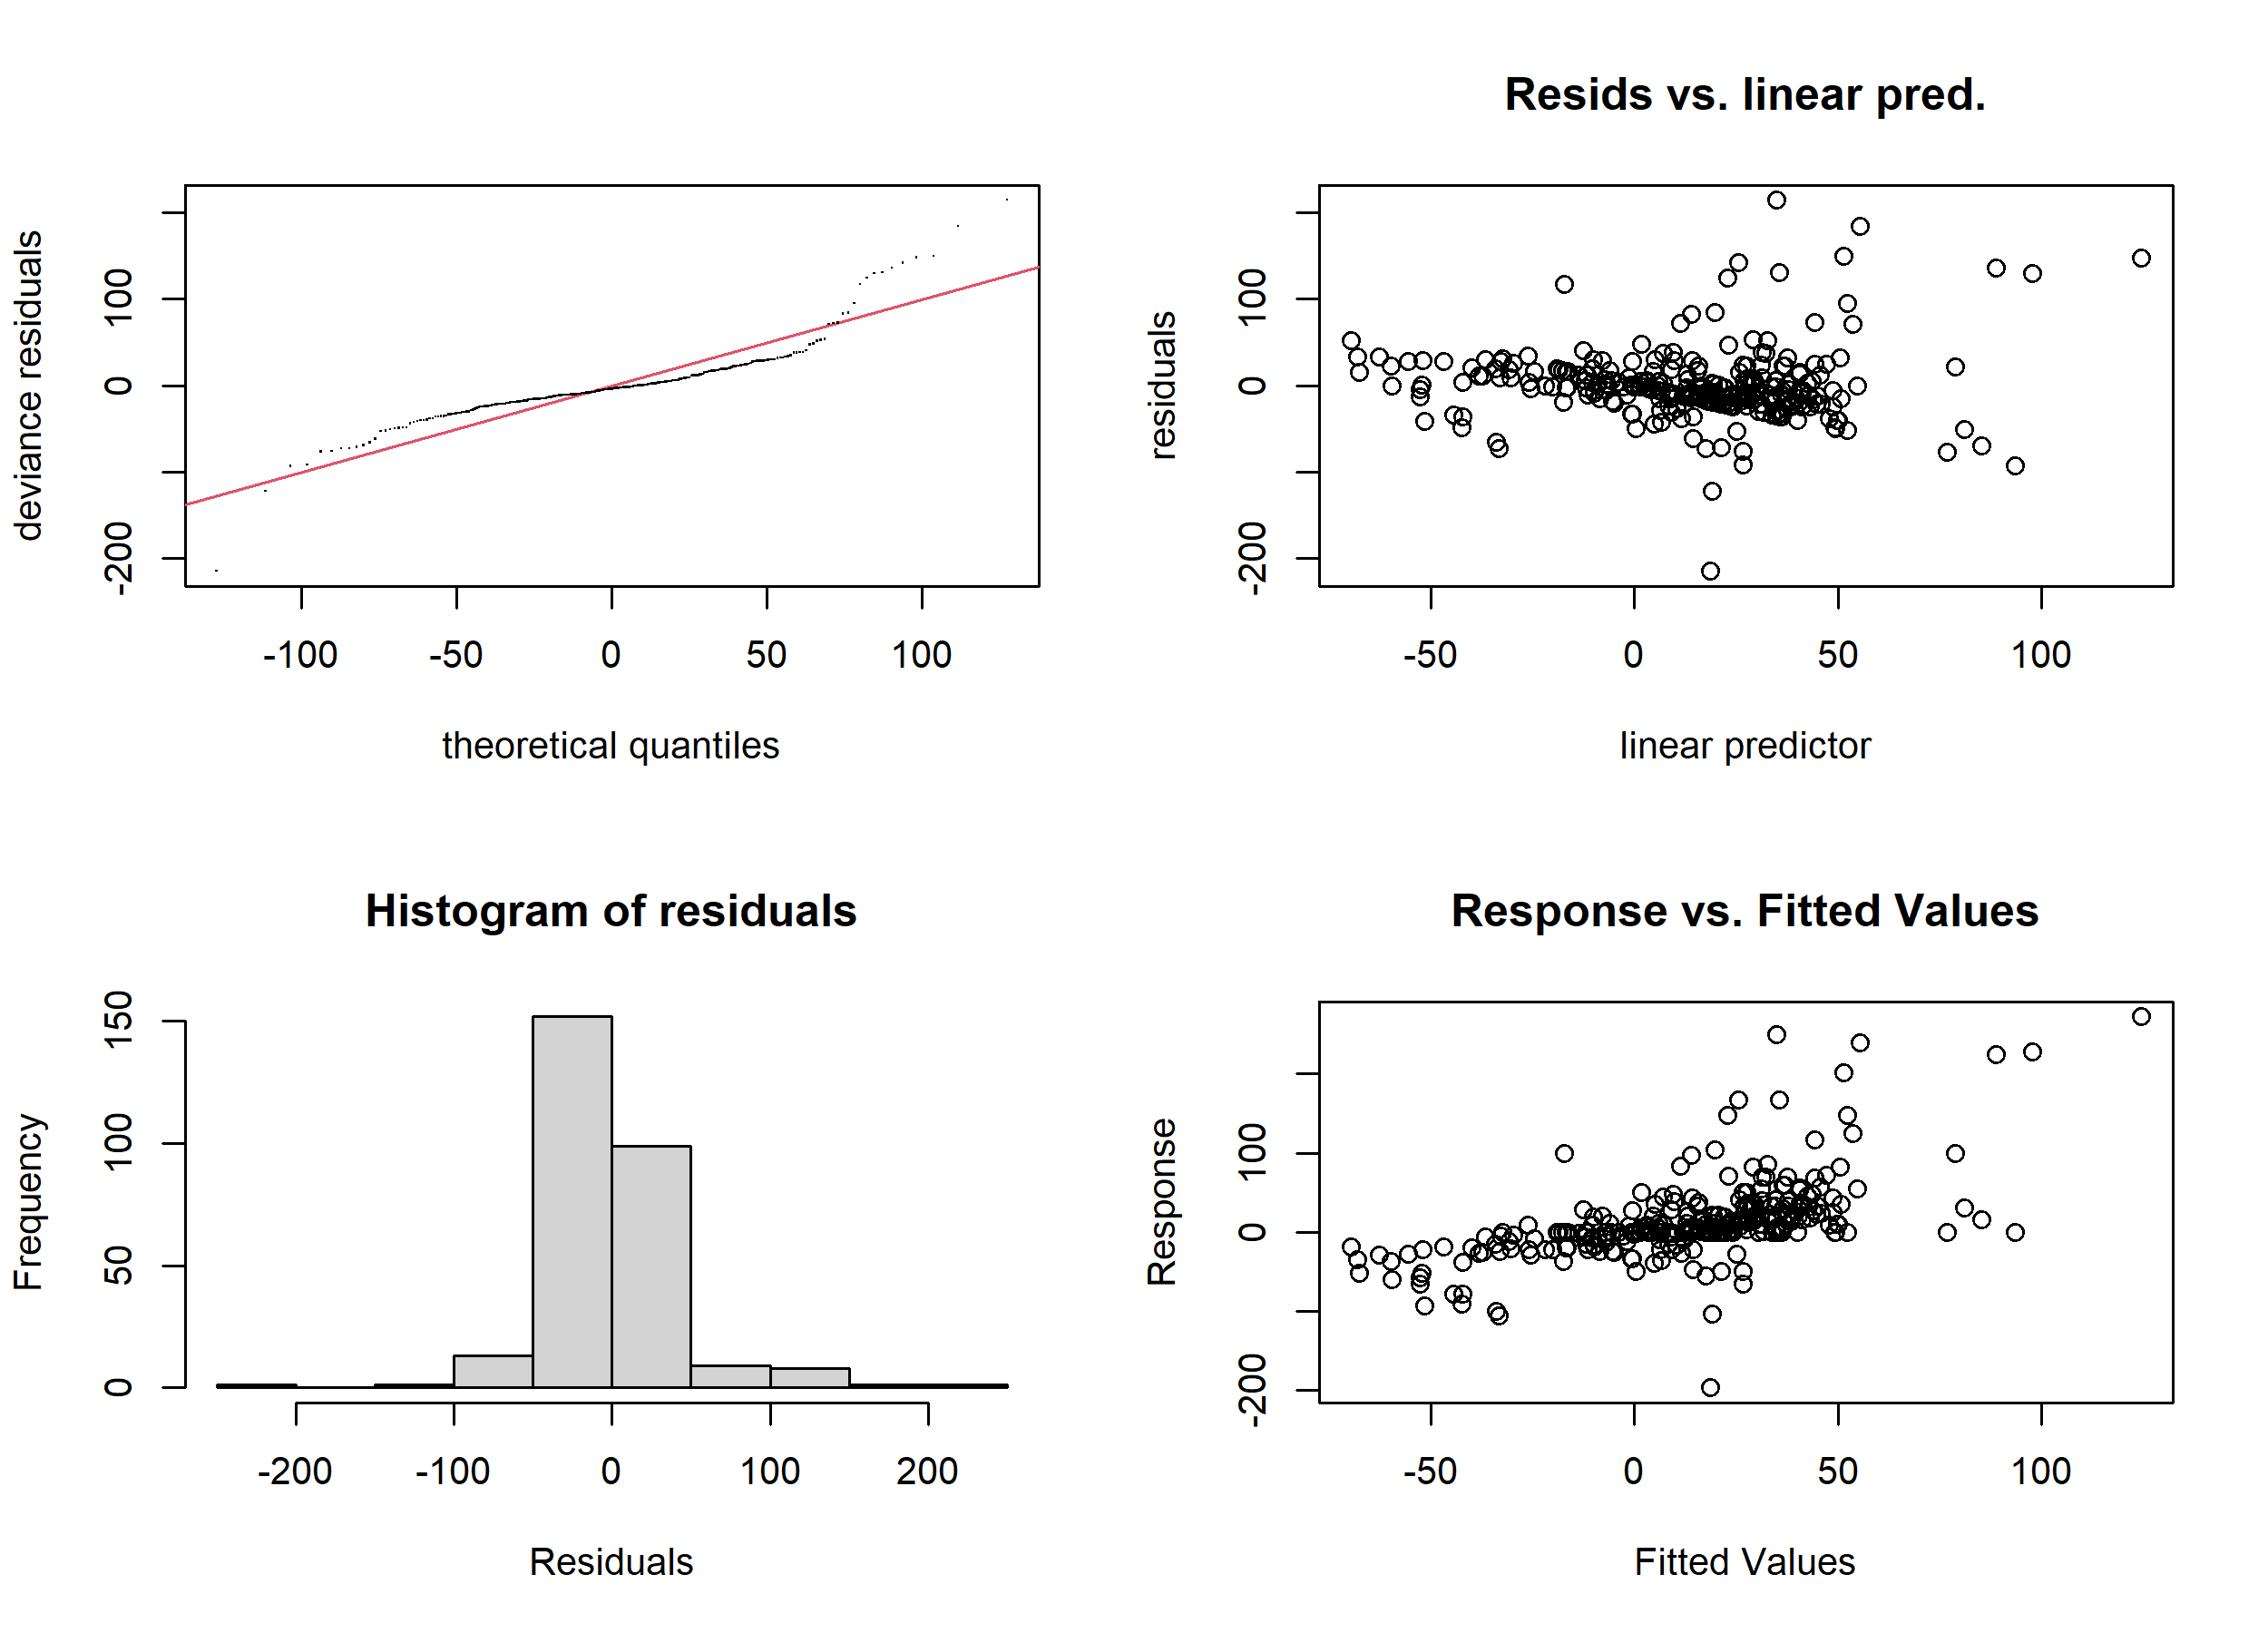 deviance residuals
-200
0
100
-100
-50
0
50
100
theoretical quantiles
Resids vs. linear pred.
residuals
-200
0
100
-50
0
50
100
linear predictor
Histogram of residuals
Frequency
0
50
100
150
-200
-100
0
100
200
Residuals
Response vs. Fitted Values
Response
-200
0
100
-50
0
50
100
Fitted Values